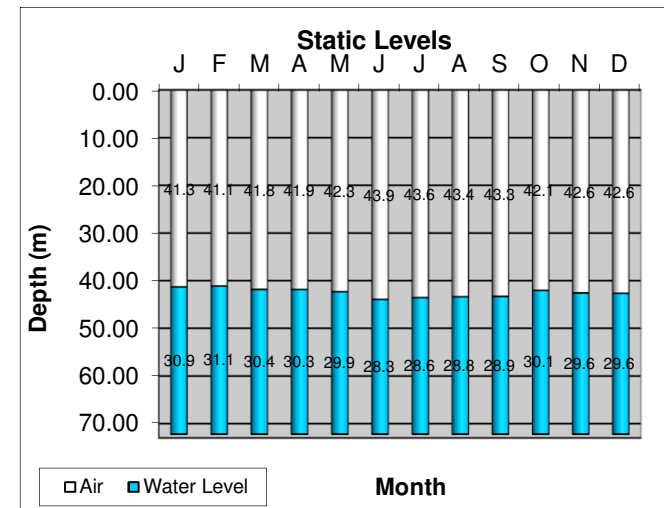 Static Levels
J F M A M J J A S O N D
0.00
10.00
20.00
41.3 41.1 41.8 41.9 42.3 43.9 43.6 43.4 43.3 42.1 42.6 42.6
30.00
Depth (m)
40.00
50.00
30.9 31.1 30.4 30.3 29.9 28.3 28.6 28.8 28.9 30.1 29.6 29.6
60.00
70.00
Air Water Level
Month